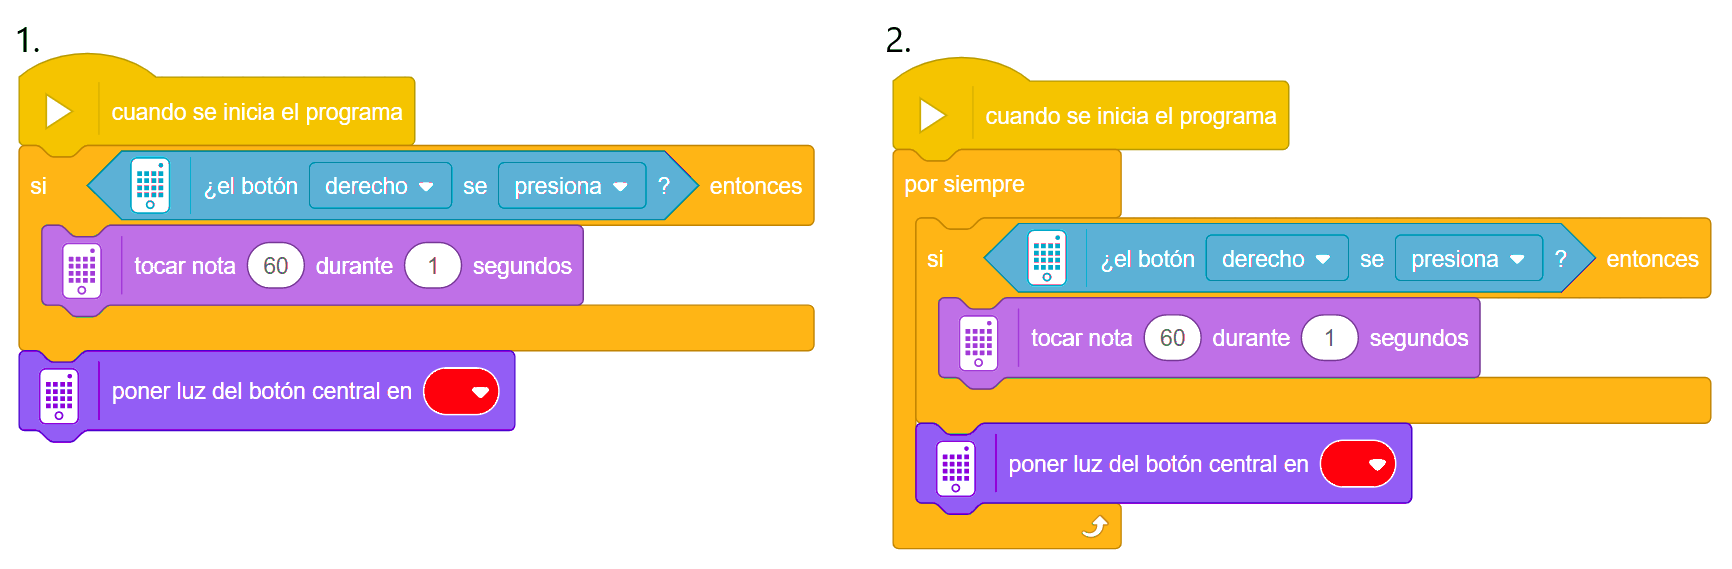 1.
cuando se inicia el programa
si ¿el botón derecho se presiona ? entonces
tocar nota 60 durante 1 segundos
poner luz del botón central en
2.
cuando se inicia el programa
por siempre
si ¿el botón derecho se presiona ? entonces
tocar nota 60 durante 1 segundos
poner luz del botón central en